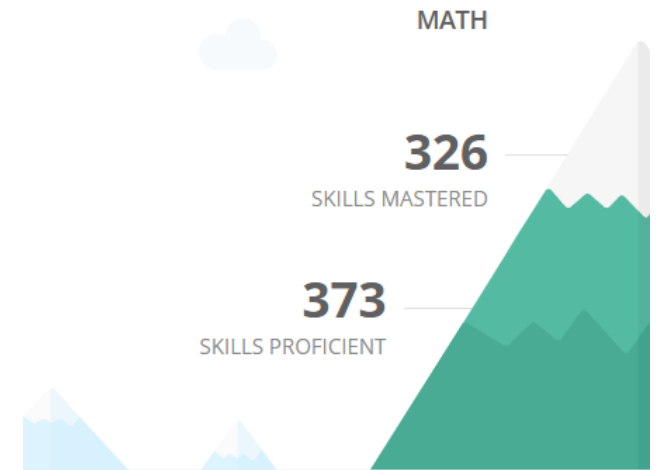 MATH
326
SKILLS MASTERED
373
SKILLS PROFICIENT